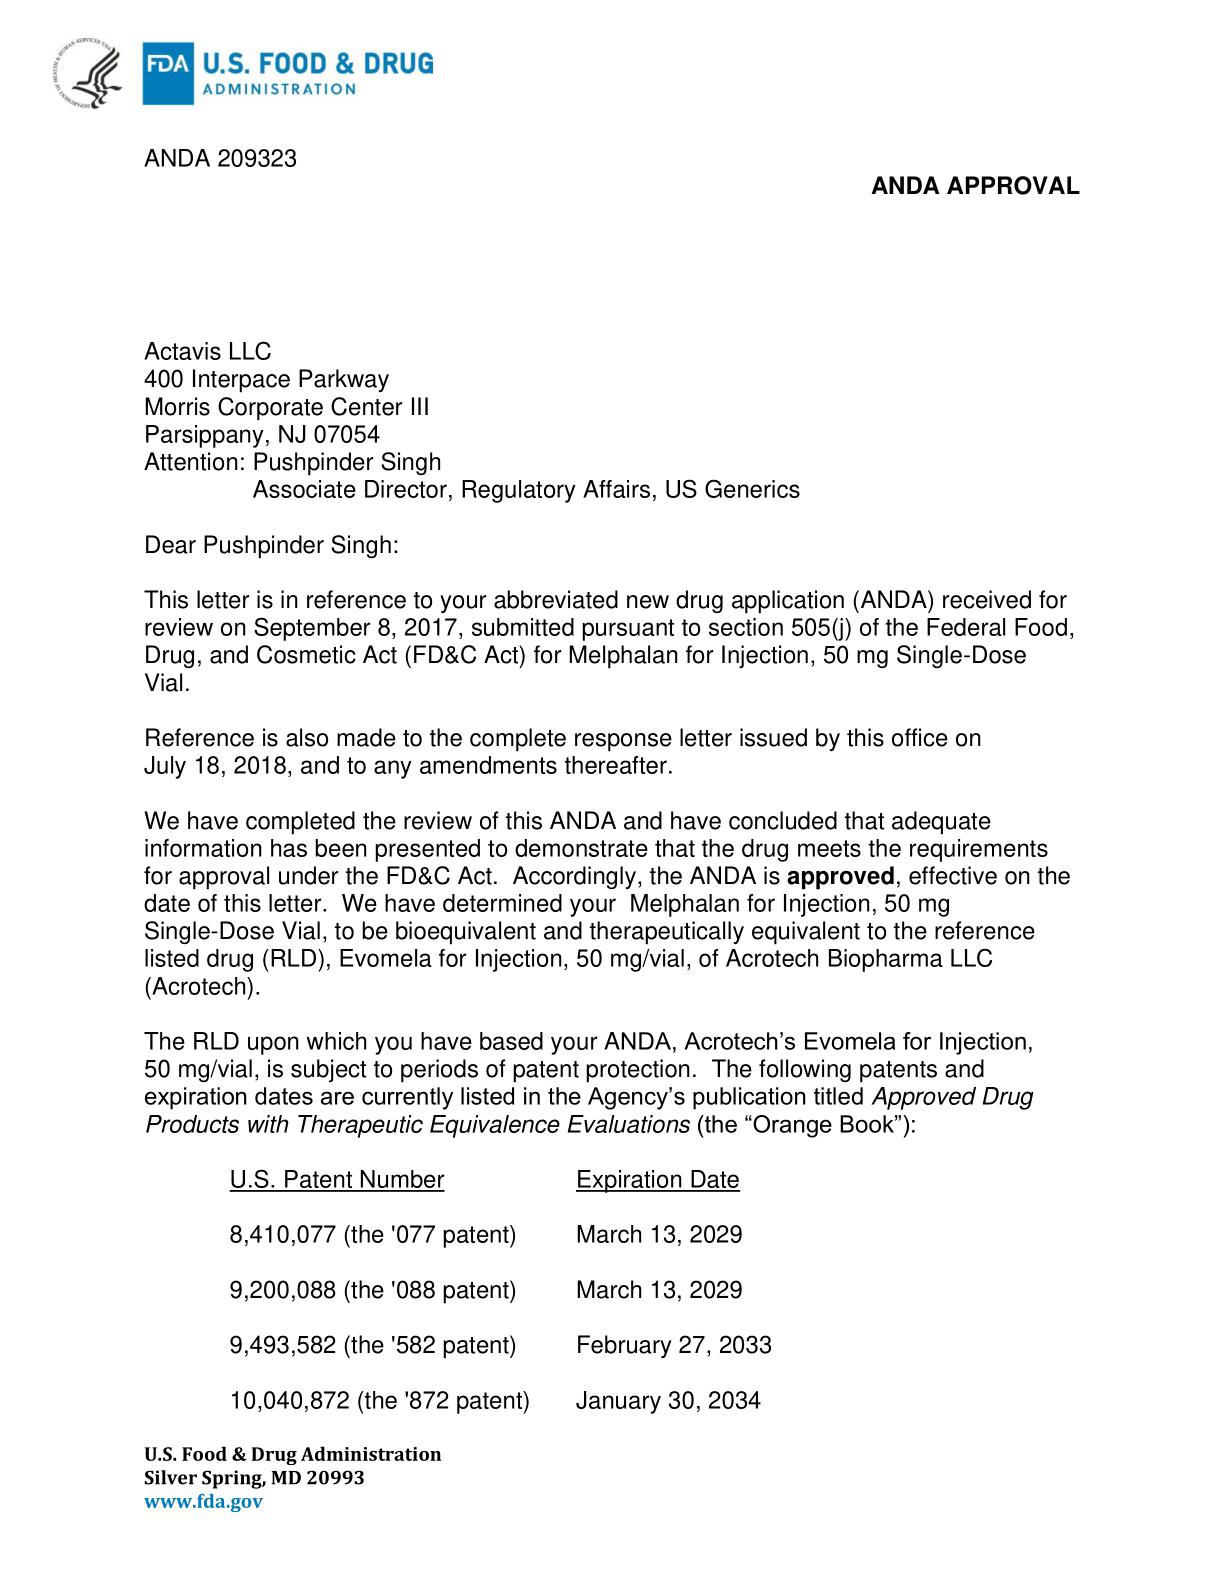 DEPARTMENT OF HEALTH & HUMAN SERVICES USA
FDA U.S. FOOD & DRUG
ADMINISTRATION
ANDA 209323
ANDA APPROVAL
Actavis LLC
400 Interpace Parkway
Morris Corporate Center III
Parsippany, NJ 07054
Attention: Pushpinder Singh
Associate Director, Regulatory Affairs, US Generics
Dear Pushpinder Singh:
This letter is in reference to your abbreviated new drug application (ANDA) received for
review on September 8, 2017, submitted pursuant to section 505(j) of the Federal Food,
Drug, and Cosmetic Act (FD&C Act) for Melphalan for Injection, 50 mg Single-Dose
Vial.
Reference is also made to the complete response letter issued by this office on
July 18, 2018, and to any amendments thereafter.
We have completed the review of this ANDA and have concluded that adequate
information has been presented to demonstrate that the drug meets the requirements
for approval under the FD&C Act.  Accordingly, the ANDA is approved, effective on the
date of this letter.  We have determined your  Melphalan for Injection, 50 mg
Single-Dose Vial, to be bioequivalent and therapeutically equivalent to the reference
listed drug (RLD), Evomela for Injection, 50 mg/vial, of Acrotech Biopharma LLC
(Acrotech).
The RLD upon which you have based your ANDA, Acrotech’s Evomela for Injection,
50 mg/vial, is subject to periods of patent protection.  The following patents and
expiration dates are currently listed in the Agency’s publication titled Approved Drug
Products with Therapeutic Equivalence Evaluations (the “Orange Book”):
U.S. Patent Number Expiration Date
8,410,077 (the '077 patent) March 13, 2029
9,200,088 (the '088 patent) March 13, 2029
9,493,582 (the '582 patent) February 27, 2033
10,040,872 (the '872 patent) January 30, 2034
U.S. Food & Drug Administration
Silver Spring, MD 20993
www.fda.gov